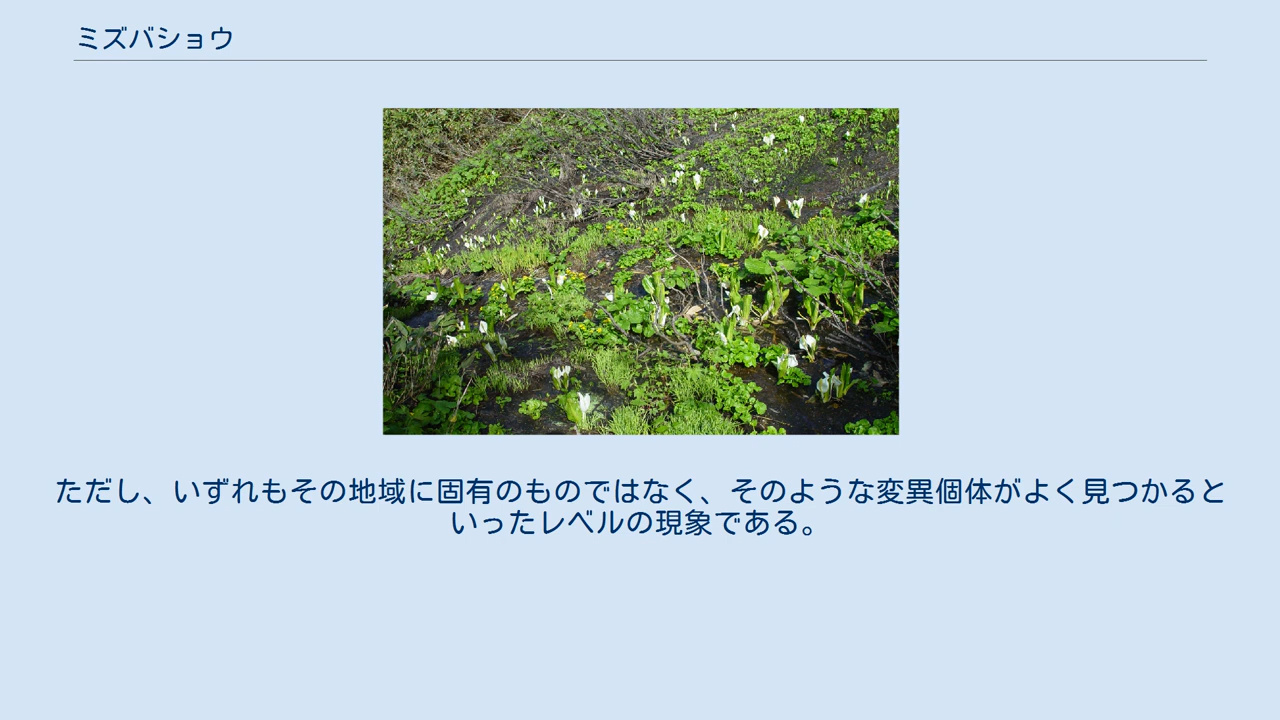 ミズバショウ
ただし、いずれもその地域に固有のものではなく、そのような変異個体がよく見つかると
いったレベルの現象である。